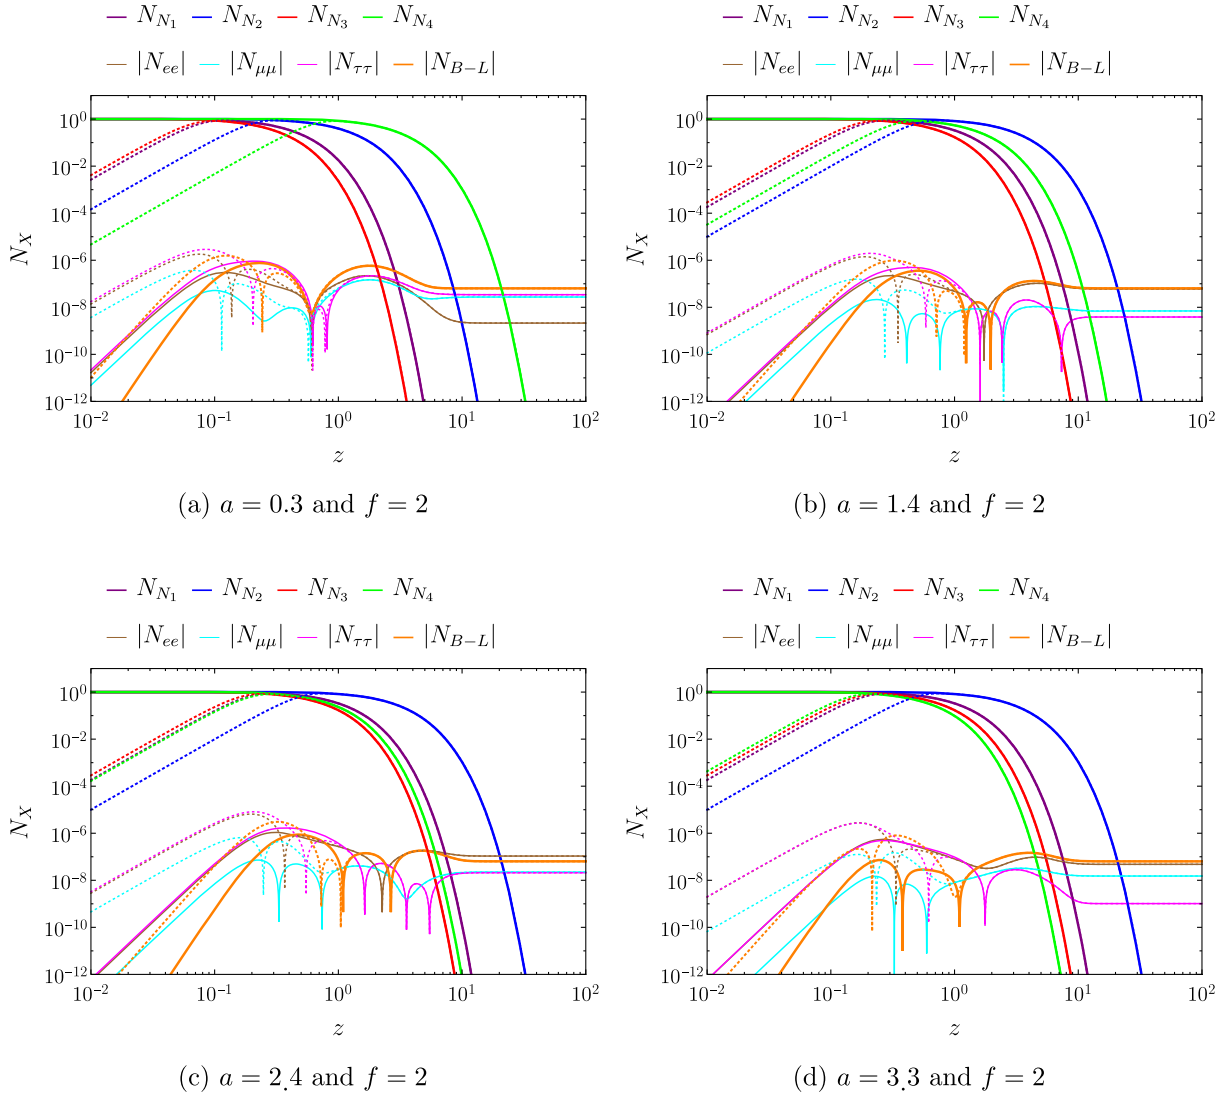 N_{N_1} N_{N_2} N_{N_3} N_{N_4}
|N_{ee}| |N_{μμ}| |N_{ττ}| |N_{B−L}|
10^0
10^{−2}
10^{−4}
10^{−6}
10^{−8}
10^{−10}
10^{−12}
N_X
10^{−2} 10^{−1} 10^0 10^1 10^2
z
(a) a = 0.3 and f = 2
N_{N_1} N_{N_2} N_{N_3} N_{N_4}
|N_{ee}| |N_{μμ}| |N_{ττ}| |N_{B−L}|
10^0
10^{−2}
10^{−4}
10^{−6}
10^{−8}
10^{−10}
10^{−12}
N_X
10^{−2} 10^{−1} 10^0 10^1 10^2
z
(b) a = 1.4 and f = 2
N_{N_1} N_{N_2} N_{N_3} N_{N_4}
|N_{ee}| |N_{μμ}| |N_{ττ}| |N_{B−L}|
10^0
10^{−2}
10^{−4}
10^{−6}
10^{−8}
10^{−10}
10^{−12}
N_X
10^{−2} 10^{−1} 10^0 10^1 10^2
z
(c) a = 2.4 and f = 2
N_{N_1} N_{N_2} N_{N_3} N_{N_4}
|N_{ee}| |N_{μμ}| |N_{ττ}| |N_{B−L}|
10^0
10^{−2}
10^{−4}
10^{−6}
10^{−8}
10^{−10}
10^{−12}
N_X
10^{−2} 10^{−1} 10^0 10^1 10^2
z
(d) a = 3.3 and f = 2